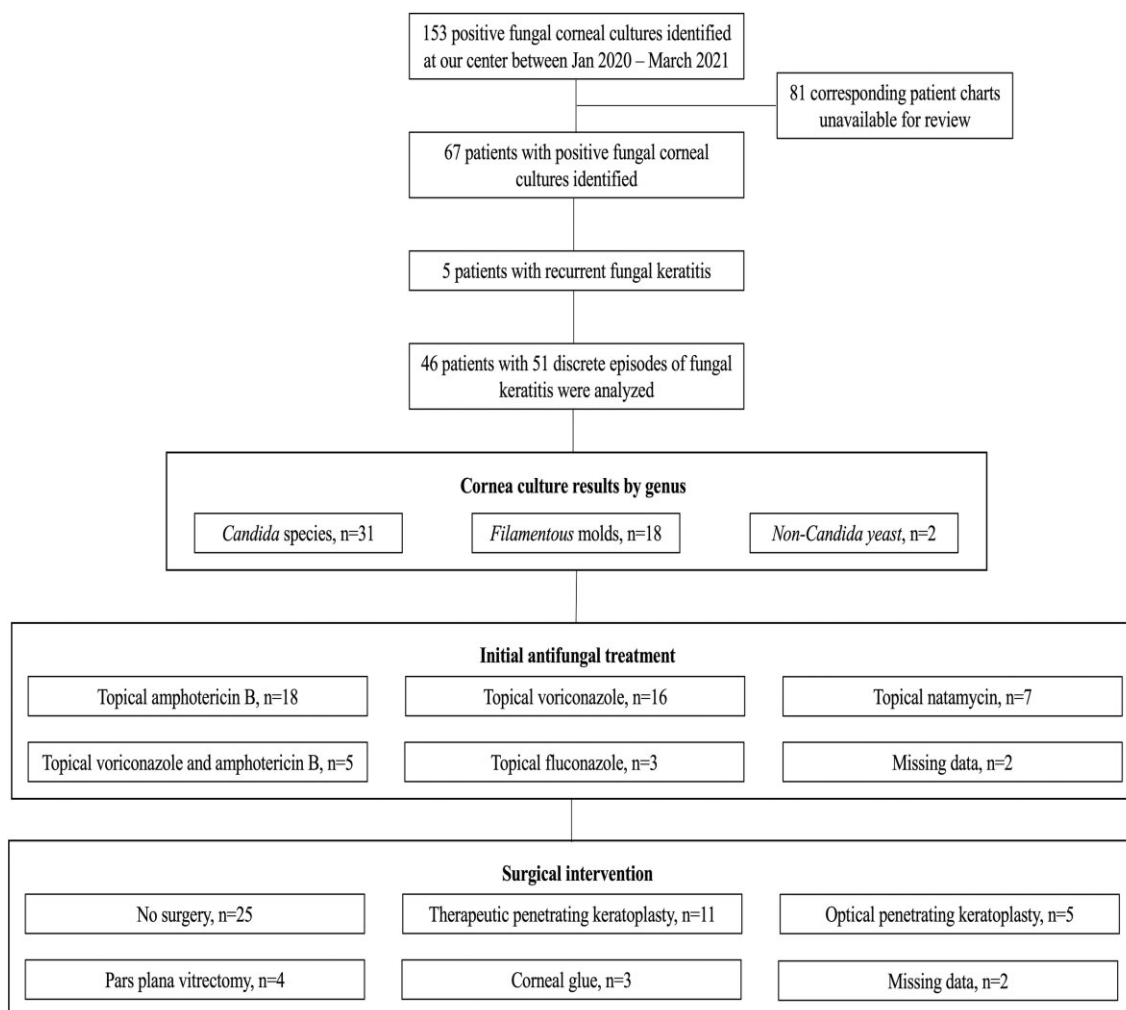 153 positive fungal corneal cultures identified
at our center between Jan 2020 – March 2021
81 corresponding patient charts
unavailable for review
67 patients with positive fungal corneal
cultures identified
5 patients with recurrent fungal keratitis
46 patients with 51 discrete episodes of fungal
keratitis were analyzed
Cornea culture results by genus
Candida species, n=31
Filamentous molds, n=18
Non-Candida yeast, n=2
Initial antifungal treatment
Topical amphotericin B, n=18
Topical voriconazole, n=16
Topical natamycin, n=7
Topical voriconazole and amphotericin B, n=5
Topical fluconazole, n=3
Missing data, n=2
Surgical intervention
No surgery, n=25
Therapeutic penetrating keratoplasty, n=11
Optical penetrating keratoplasty, n=5
Pars plana vitrectomy, n=4
Corneal glue, n=3
Missing data, n=2